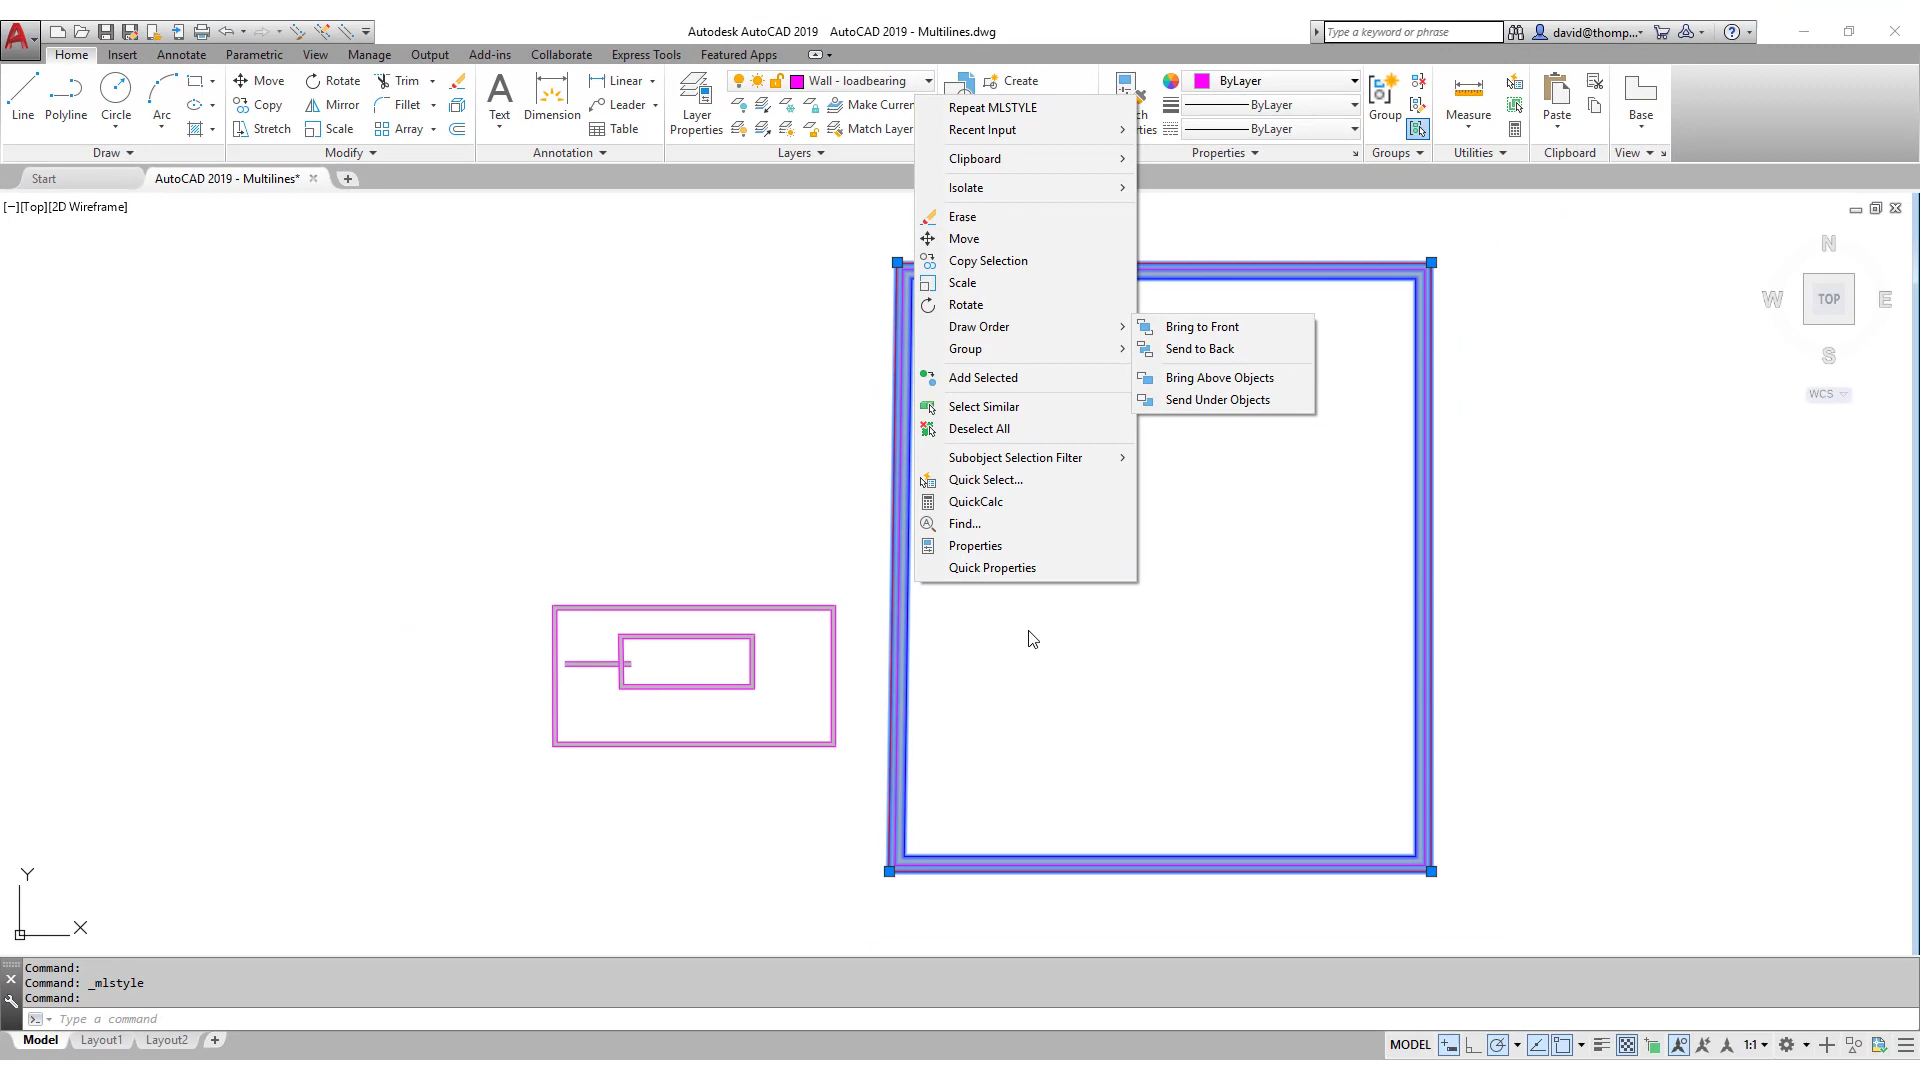 Autodesk AutoCAD 2019 AutoCAD 2019 - Multilines.dwg
Type a keyword or phrase
david@thomp...
Home Insert Annotate Parametric View Manage Output Add-ins Collaborate Express Tools Featured Apps
Line Polyline Circle Arc
Move Rotate Trim
Copy Mirror Fillet
Stretch Scale Array
Text Dimension
Linear
Leader
Table
Layer
Properties
Wall - loadbearing
Make Curren
Match Layer
Create
ByLayer
ByLayer
ByLayer
Group Measure Paste Base
Draw Modify Annotation Layers Properties Groups Utilities Clipboard View
Start AutoCAD 2019 - Multilines*
[−][Top][2D Wireframe]
Repeat MLSTYLE
Recent Input
Clipboard
Isolate
Erase
Move
Copy Selection
Scale
Rotate
Draw Order
Group
Add Selected
Select Similar
Deselect All
Subobject Selection Filter
Quick Select...
QuickCalc
Find...
Properties
Quick Properties
Bring to Front
Send to Back
Bring Above Objects
Send Under Objects
N
W TOP E
S
WCS
Y
X
Command:
Command: _mlstyle
Command:
Type a command
Model Layout1 Layout2
MODEL 1:1